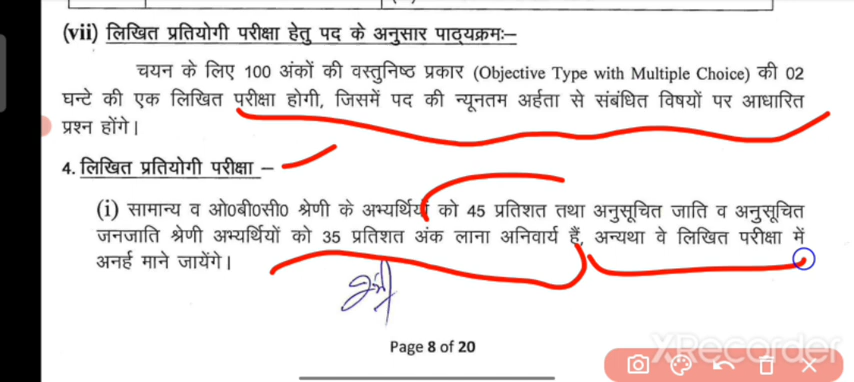 (vii) लिखित प्रतियोगी परीक्षा हेतु पद के अनुसार पाठ्यक्रमः–
चयन के लिए 100 अंकों की वस्तुनिष्ठ प्रकार (Objective Type with Multiple Choice) की 02
घन्टे की एक लिखित परीक्षा होगी, जिसमें पद की न्यूनतम अर्हता से संबंधित विषयों पर आधारित
प्रश्न होंगे।
4. लिखित प्रतियोगी परीक्षा –
(i) सामान्य व ओ0बी0सी0 श्रेणी के अभ्यर्थियों को 45 प्रतिशत तथा अनुसूचित जाति व अनुसूचित
जनजाति श्रेणी अभ्यर्थियों को 35 प्रतिशत अंक लाना अनिवार्य हैं, अन्यथा वे लिखित परीक्षा में
अनर्ह माने जायेंगे।
Page 8 of 20
XRecorder